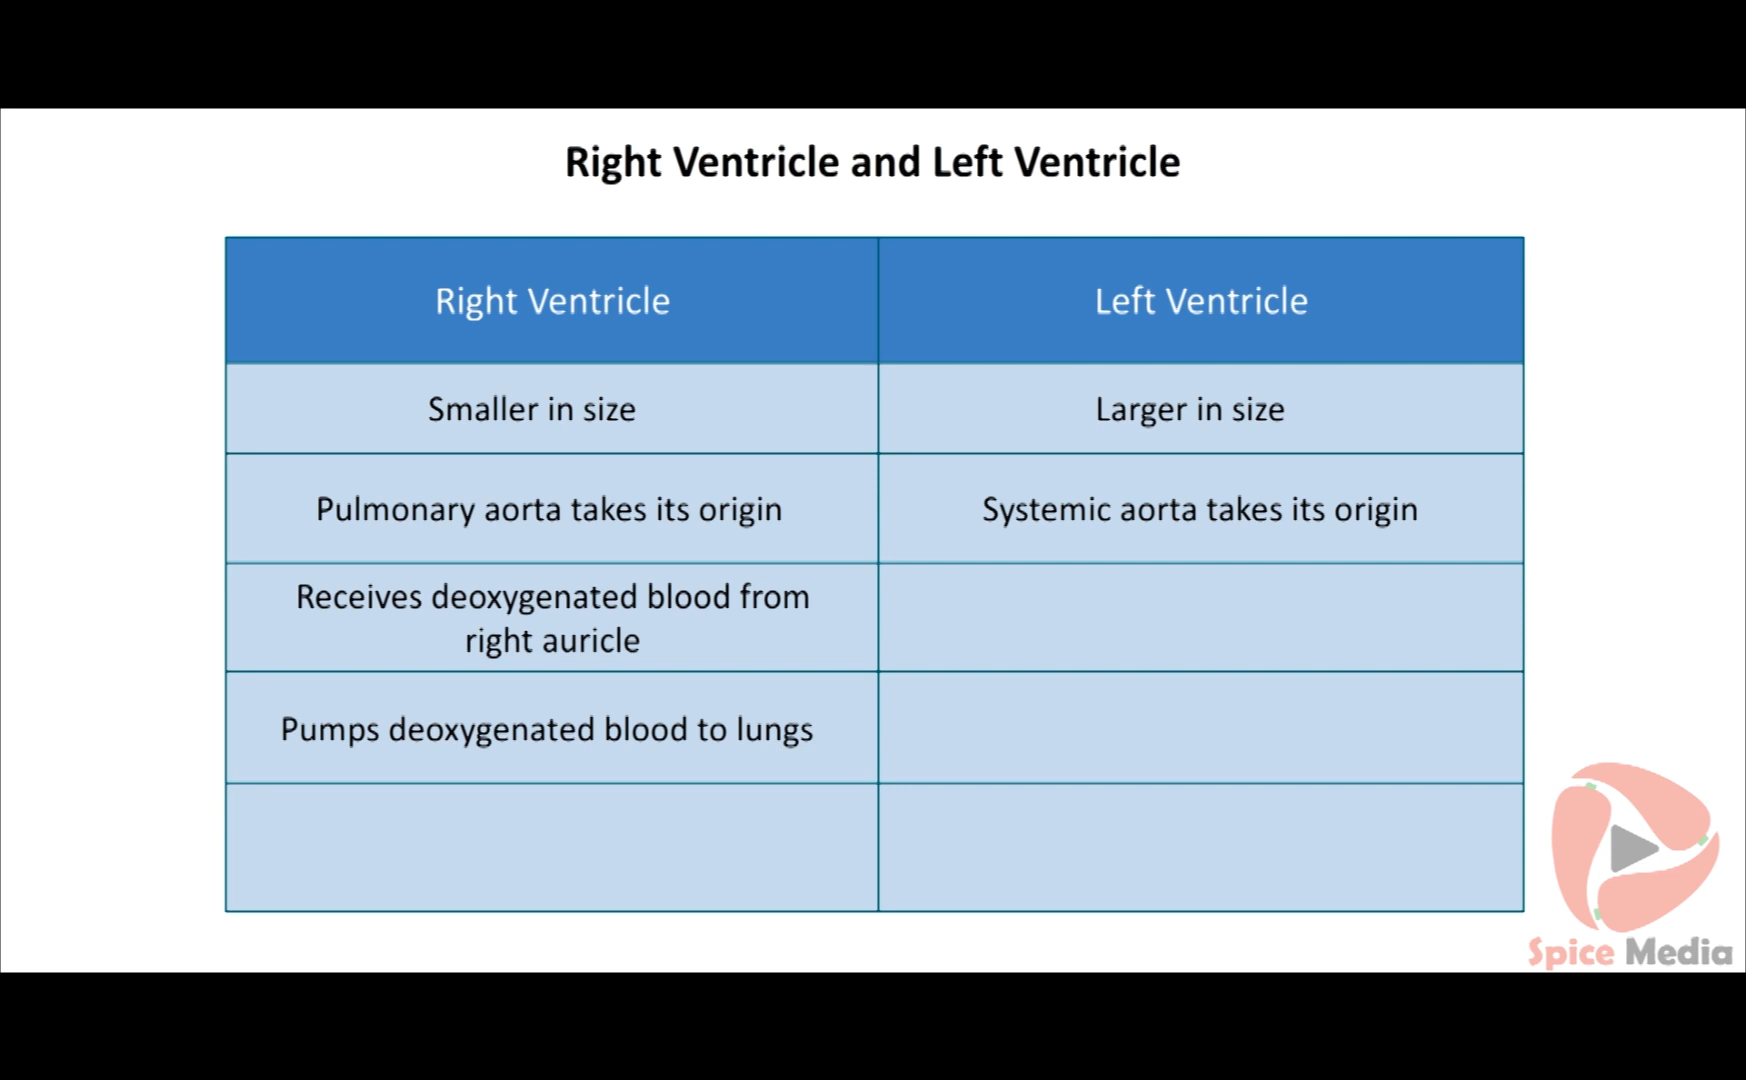 Right Ventricle and Left Ventricle
Right Ventricle
Left Ventricle
Smaller in size
Larger in size
Pulmonary aorta takes its origin
Systemic aorta takes its origin
Receives deoxygenated blood from
right auricle
Pumps deoxygenated blood to lungs
Spice Media